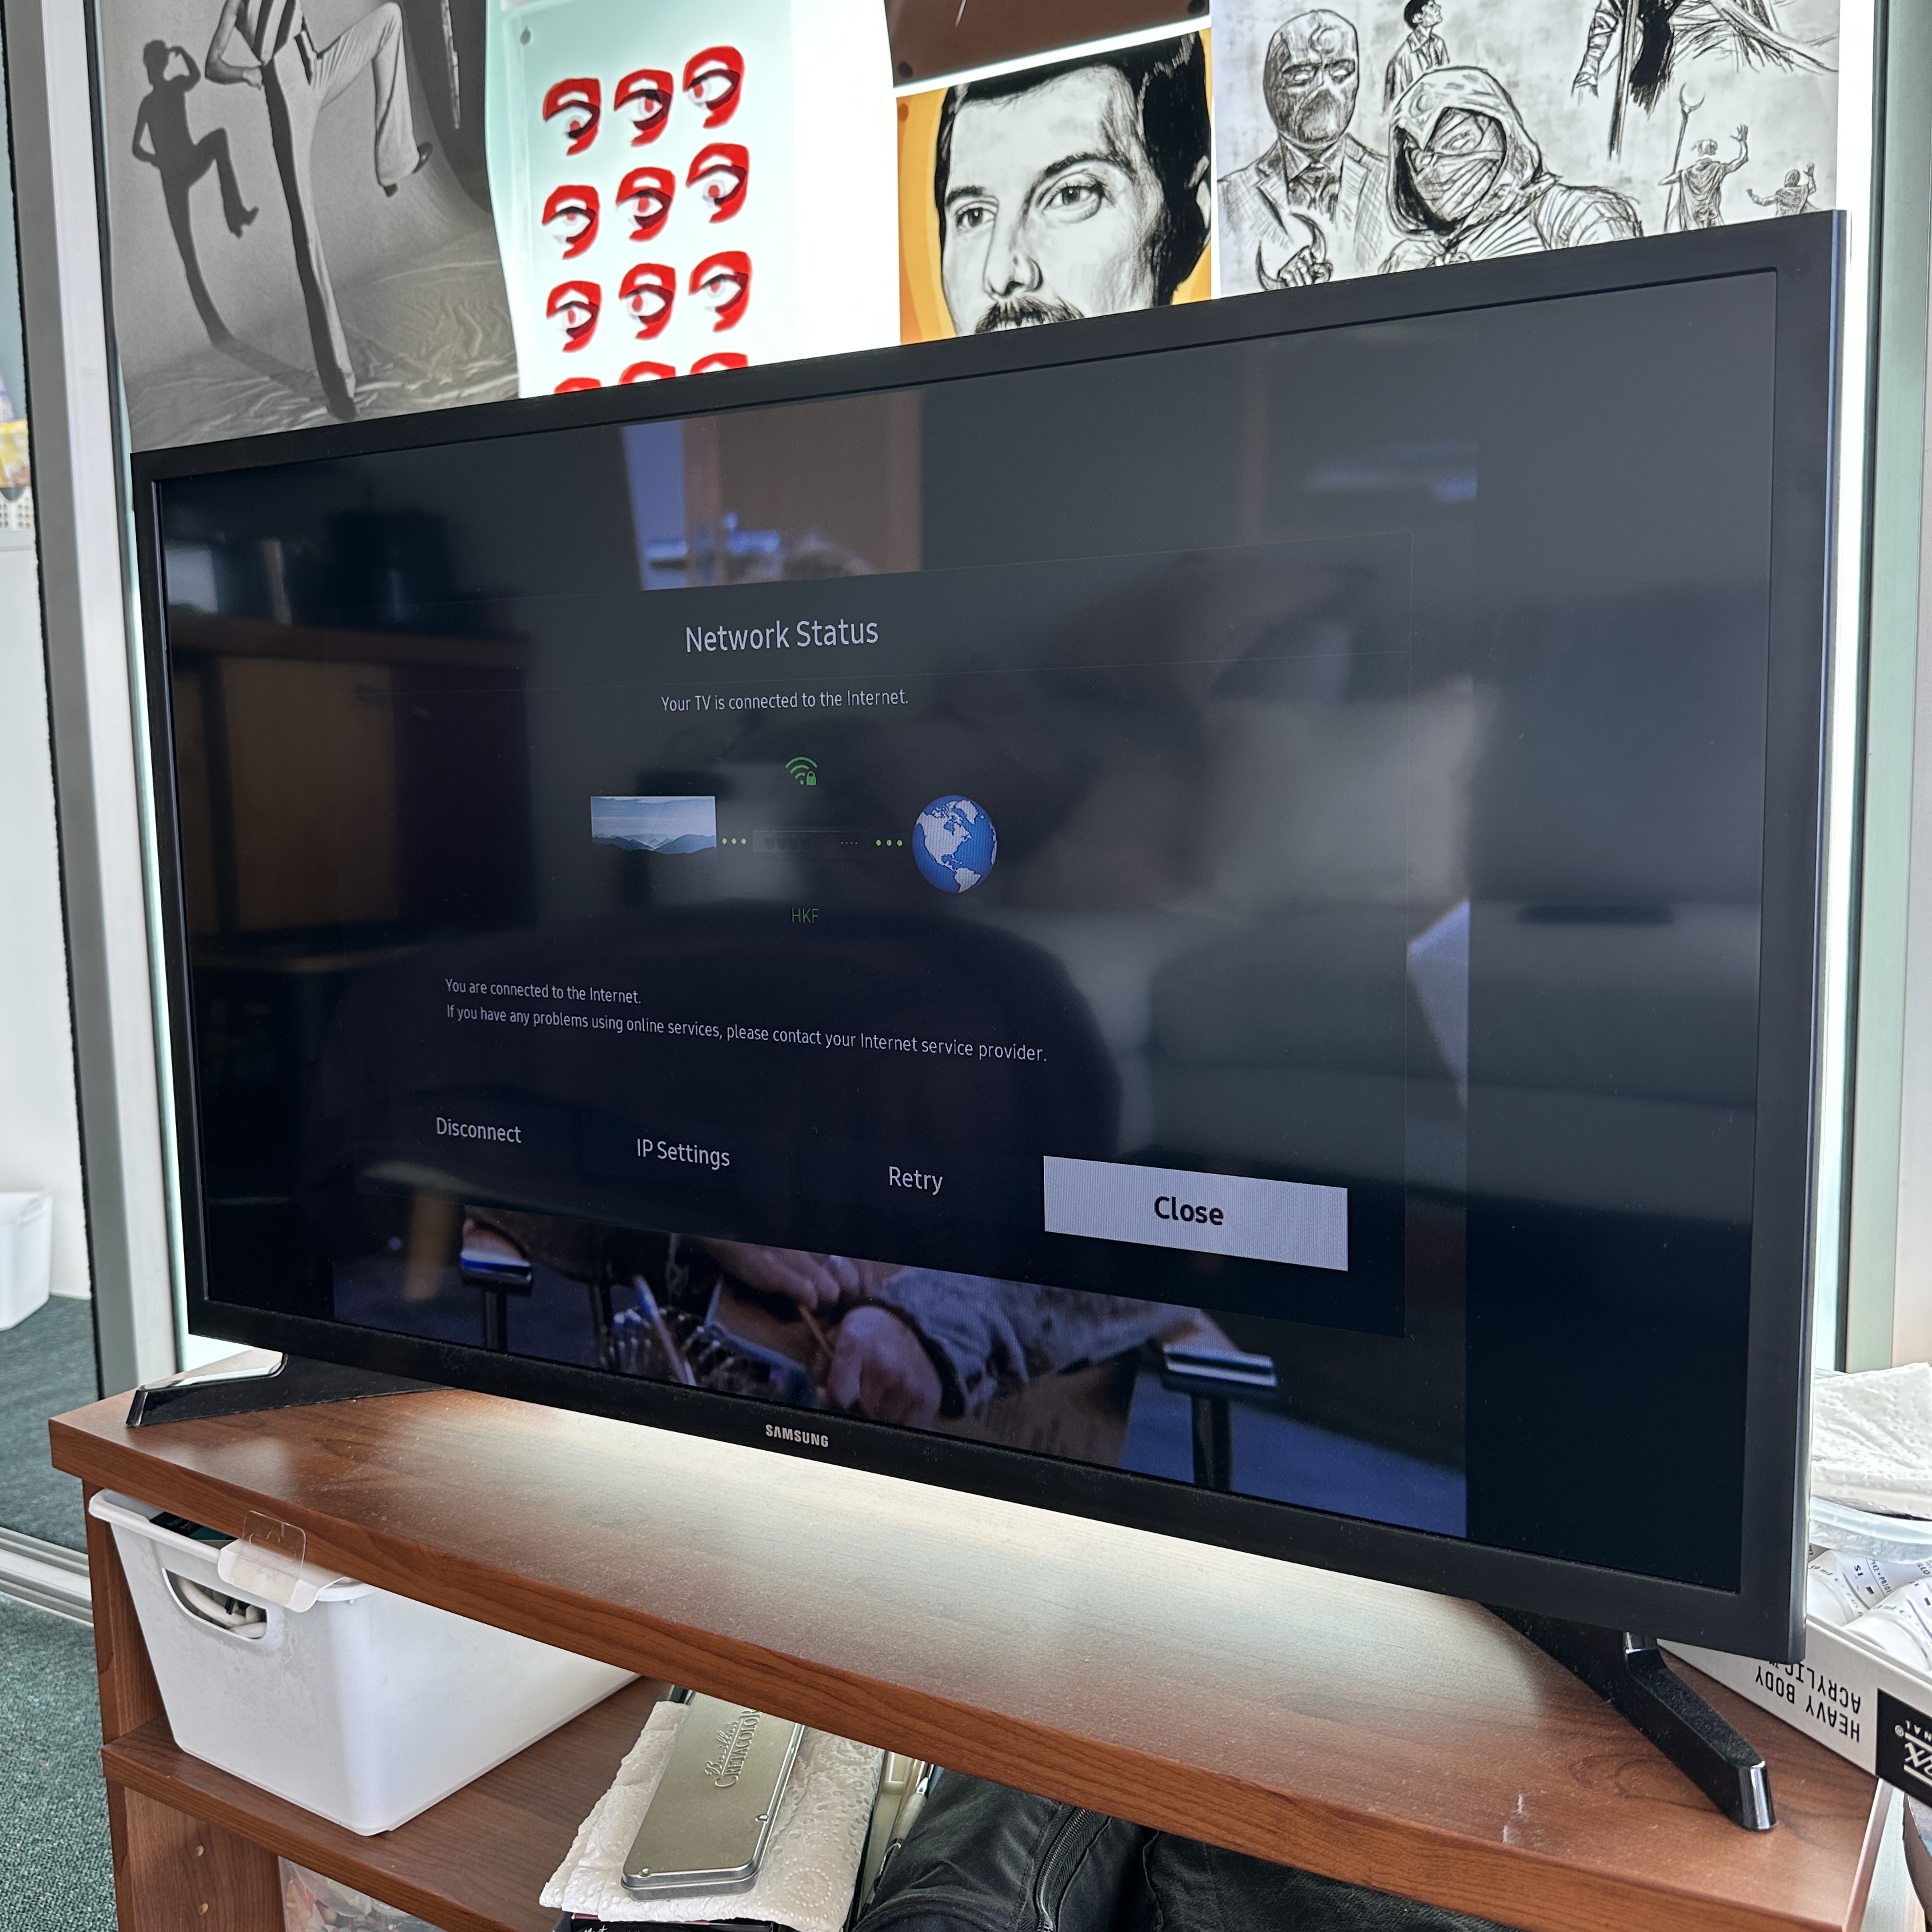 Network Status
Your TV is connected to the Internet.
HKF
You are connected to the Internet.
If you have any problems using online services, please contact your Internet service provider.
Disconnect
IP Settings
Retry
Close
SAMSUNG
HEAVY BODY
ACRYLIC
CRETACOLOR